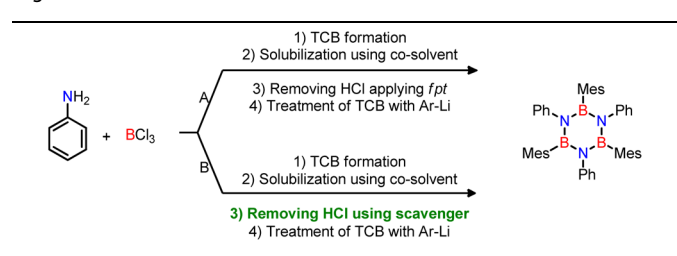 1) TCB formation
2) Solubilization using co-solvent
A
3) Removing HCl applying fpt
4) Treatment of TCB with Ar-Li
NH2
+ BCl3
B
1) TCB formation
2) Solubilization using co-solvent
3) Removing HCl using scavenger
4) Treatment of TCB with Ar-Li
Mes
Ph B Ph
N N
B B
Mes N Mes
Ph